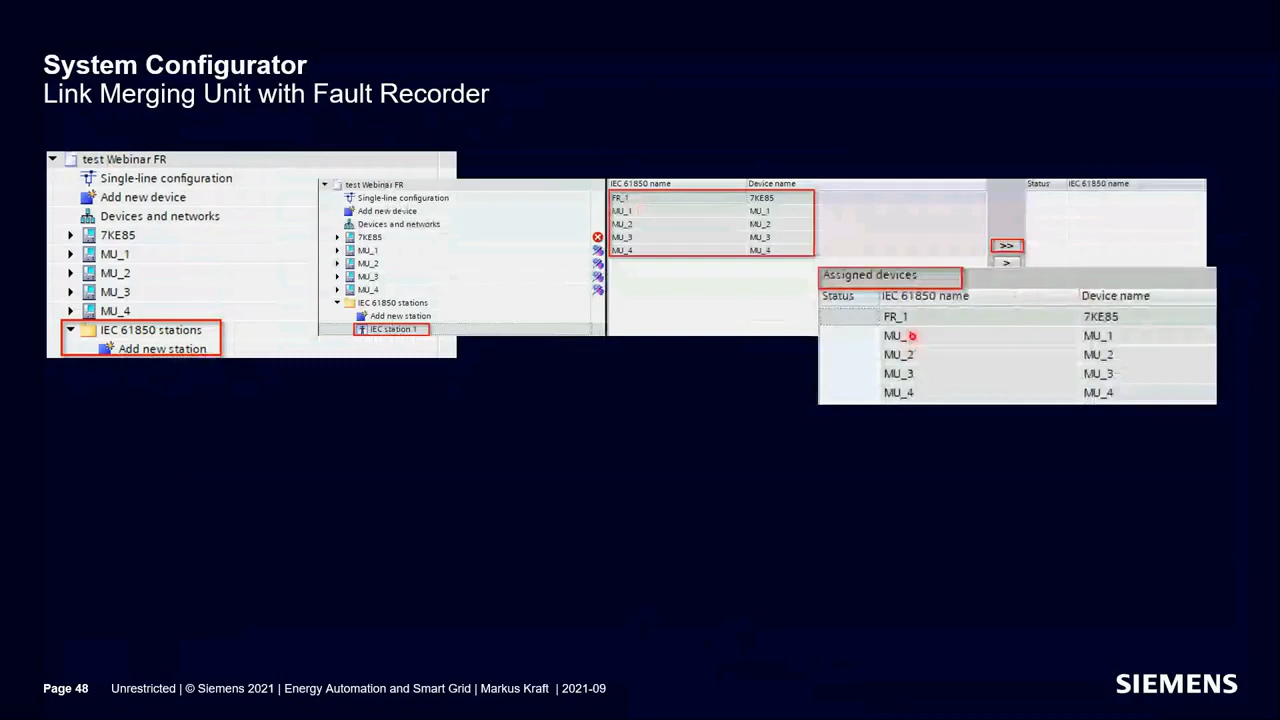 System Configurator
Link Merging Unit with Fault Recorder
test Webinar FR
Single-line configuration
Add new device
Devices and networks
7KE85
MU_1
MU_2
MU_3
MU_4
IEC 61850 stations
Add new station
test Webinar FR
Single-line configuration
Add new device
Devices and networks
7KE85
MU_1
MU_2
MU_3
MU_4
IEC 61850 stations
Add new station
IEC station 1
IEC 61850 name Device name
FR_1 7KE85
MU_1 MU_1
MU_2 MU_2
MU_3 MU_3
MU_4 MU_4
>>
>
Status IEC 61850 name
Assigned devices
Status IEC 61850 name Device name
FR_1 7KE85
MU_ MU_1
MU_2 MU_2
MU_3 MU_3
MU_4 MU_4
Page 48 Unrestricted | © Siemens 2021 | Energy Automation and Smart Grid | Markus Kraft | 2021-09
SIEMENS